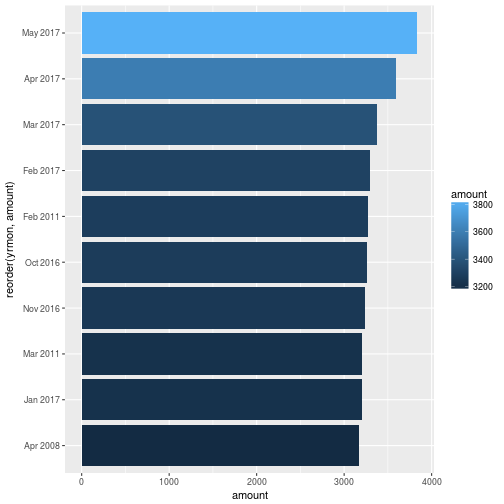 May 2017
Apr 2017
Mar 2017
Feb 2017
Feb 2011
Oct 2016
Nov 2016
Mar 2011
Jan 2017
Apr 2008
reorder(yrmon, amount)
0
1000
2000
3000
4000
amount
amount
3800
3600
3400
3200